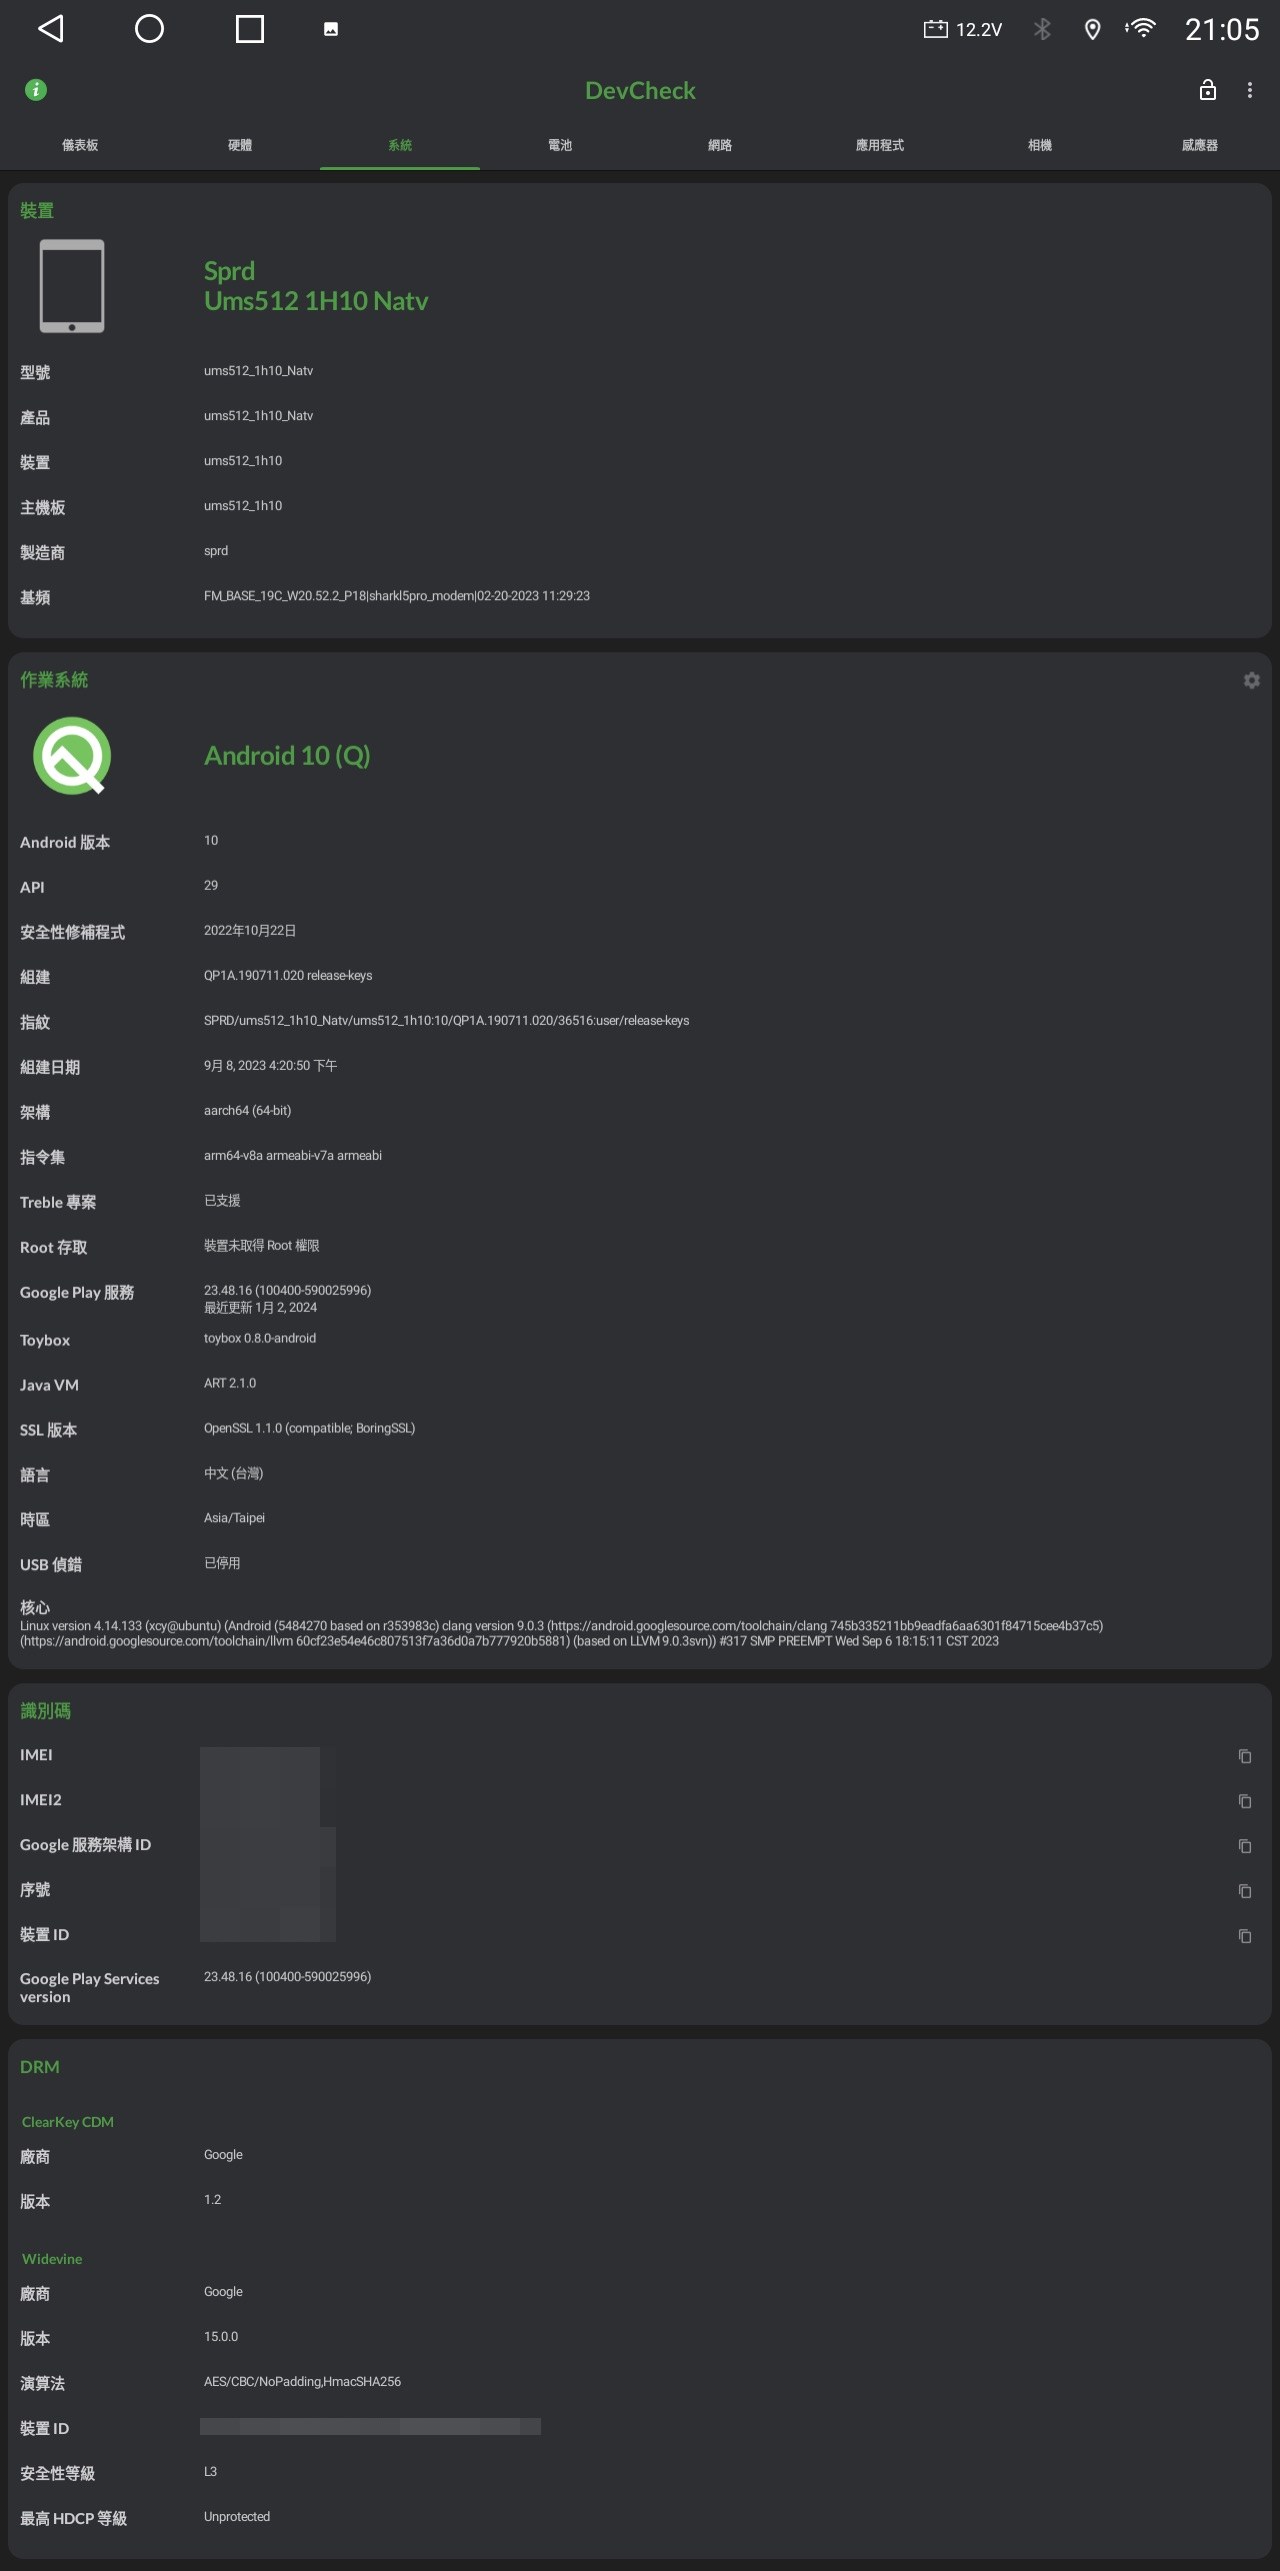 12.2V
21:05
DevCheck
儀表板
硬體
系統
電池
網路
應用程式
相機
感應器
裝置
Sprd
Ums512 1H10 Natv
型號
ums512_1h10_Natv
產品
ums512_1h10_Natv
裝置
ums512_1h10
主機板
ums512_1h10
製造商
sprd
基頻
FM_BASE_19C_W20.52.2_P18|sharkl5pro_modem|02-20-2023 11:29:23
作業系統
Android 10 (Q)
Android 版本
10
API
29
安全性修補程式
2022年10月22日
組建
QP1A.190711.020 release-keys
指紋
SPRD/ums512_1h10_Natv/ums512_1h10:10/QP1A.190711.020/36516:user/release-keys
組建日期
9月 8, 2023 4:20:50 下午
架構
aarch64 (64-bit)
指令集
arm64-v8a armeabi-v7a armeabi
Treble 專案
已支援
Root 存取
裝置未取得 Root 權限
Google Play 服務
23.48.16 (100400-590025996)
最近更新 1月 2, 2024
Toybox
toybox 0.8.0-android
Java VM
ART 2.1.0
SSL 版本
OpenSSL 1.1.0 (compatible; BoringSSL)
語言
中文 (台灣)
時區
Asia/Taipei
USB 偵錯
已停用
核心
Linux version 4.14.133 (xcy@ubuntu) (Android (5484270 based on r353983c) clang version 9.0.3 (https://android.googlesource.com/toolchain/clang 745b335211bb9eadfa6aa6301f84715cee4b37c5)
(https://android.googlesource.com/toolchain/llvm 60cf23e54e46c807513f7a36d0a7b777920b5881) (based on LLVM 9.0.3svn)) #317 SMP PREEMPT Wed Sep 6 18:15:11 CST 2023
識別碼
IMEI
IMEI2
Google 服務架構 ID
序號
裝置 ID
Google Play Services
version
23.48.16 (100400-590025996)
DRM
ClearKey CDM
廠商
Google
版本
1.2
Widevine
廠商
Google
版本
15.0.0
演算法
AES/CBC/NoPadding,HmacSHA256
裝置 ID
安全性等級
L3
最高 HDCP 等級
Unprotected